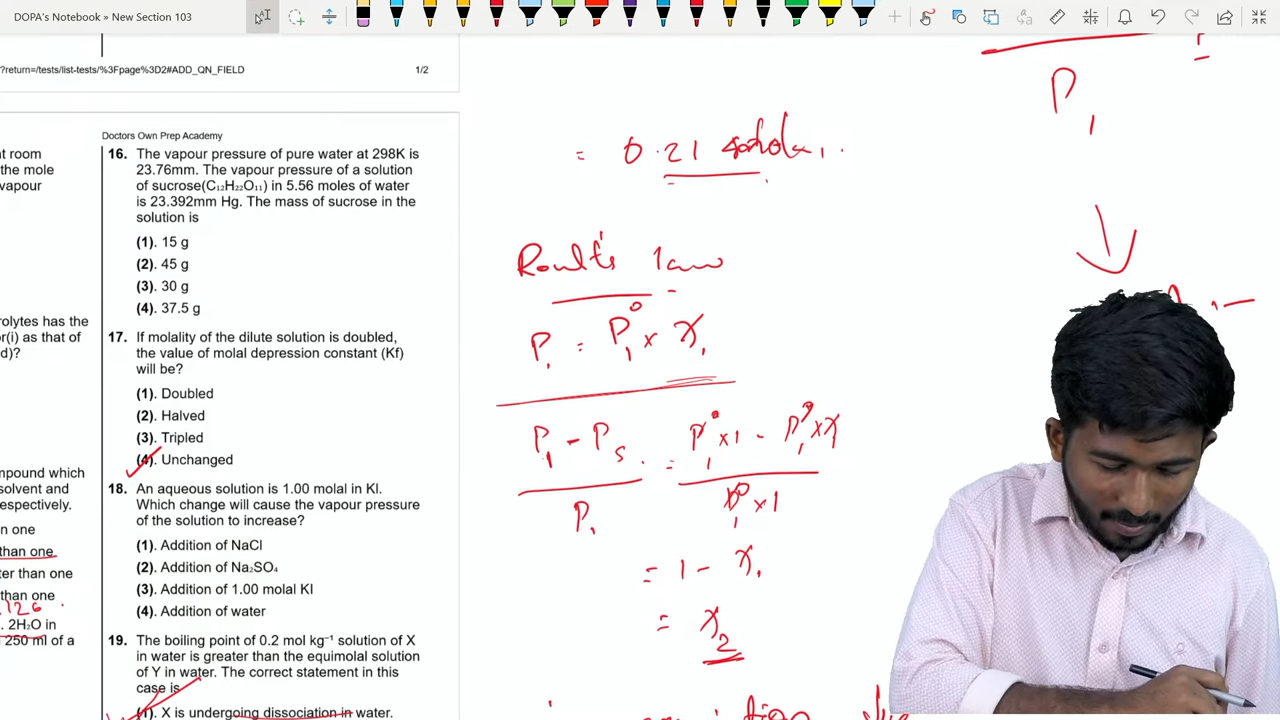 DOPA's Notebook » New Section 103
?return=/tests/list-tests/%3Fpage%3D2#ADD_QN_FIELD 1/2
Doctors Own Prep Academy
nt room
the mole
vapour
rolytes has the
or(i) as that of
d)?
mpound which
solvent and
espectively.
n one
than one
ter than one
than one
.126
. 2H₂O in
250 ml of a
16. The vapour pressure of pure water at 298K is
23.76mm. The vapour pressure of a solution
of sucrose(C₁₂H₂₂O₁₁) in 5.56 moles of water
is 23.392mm Hg. The mass of sucrose in the
solution is
(1). 15 g
(2). 45 g
(3). 30 g
(4). 37.5 g
17. If molality of the dilute solution is doubled,
the value of molal depression constant (Kf)
will be?
(1). Doubled
(2). Halved
(3). Tripled
(4). Unchanged
18. An aqueous solution is 1.00 molal in Kl.
Which change will cause the vapour pressure
of the solution to increase?
(1). Addition of NaCl
(2). Addition of Na₂SO₄
(3). Addition of 1.00 molal Kl
(4). Addition of water
19. The boiling point of 0.2 mol kg⁻¹ solution of X
in water is greater than the equimolal solution
of Y in water. The correct statement in this
case is
(1). X is undergoing dissociation in water.
P₁
= 0.21
Roult's law
P₁ = P₁⁰ × x₁
P₁ - Pₛ = P₁⁰ × 1 - P₁⁰ × x₁
P₁ P₁⁰ × 1
= 1 - x₁
= x₂